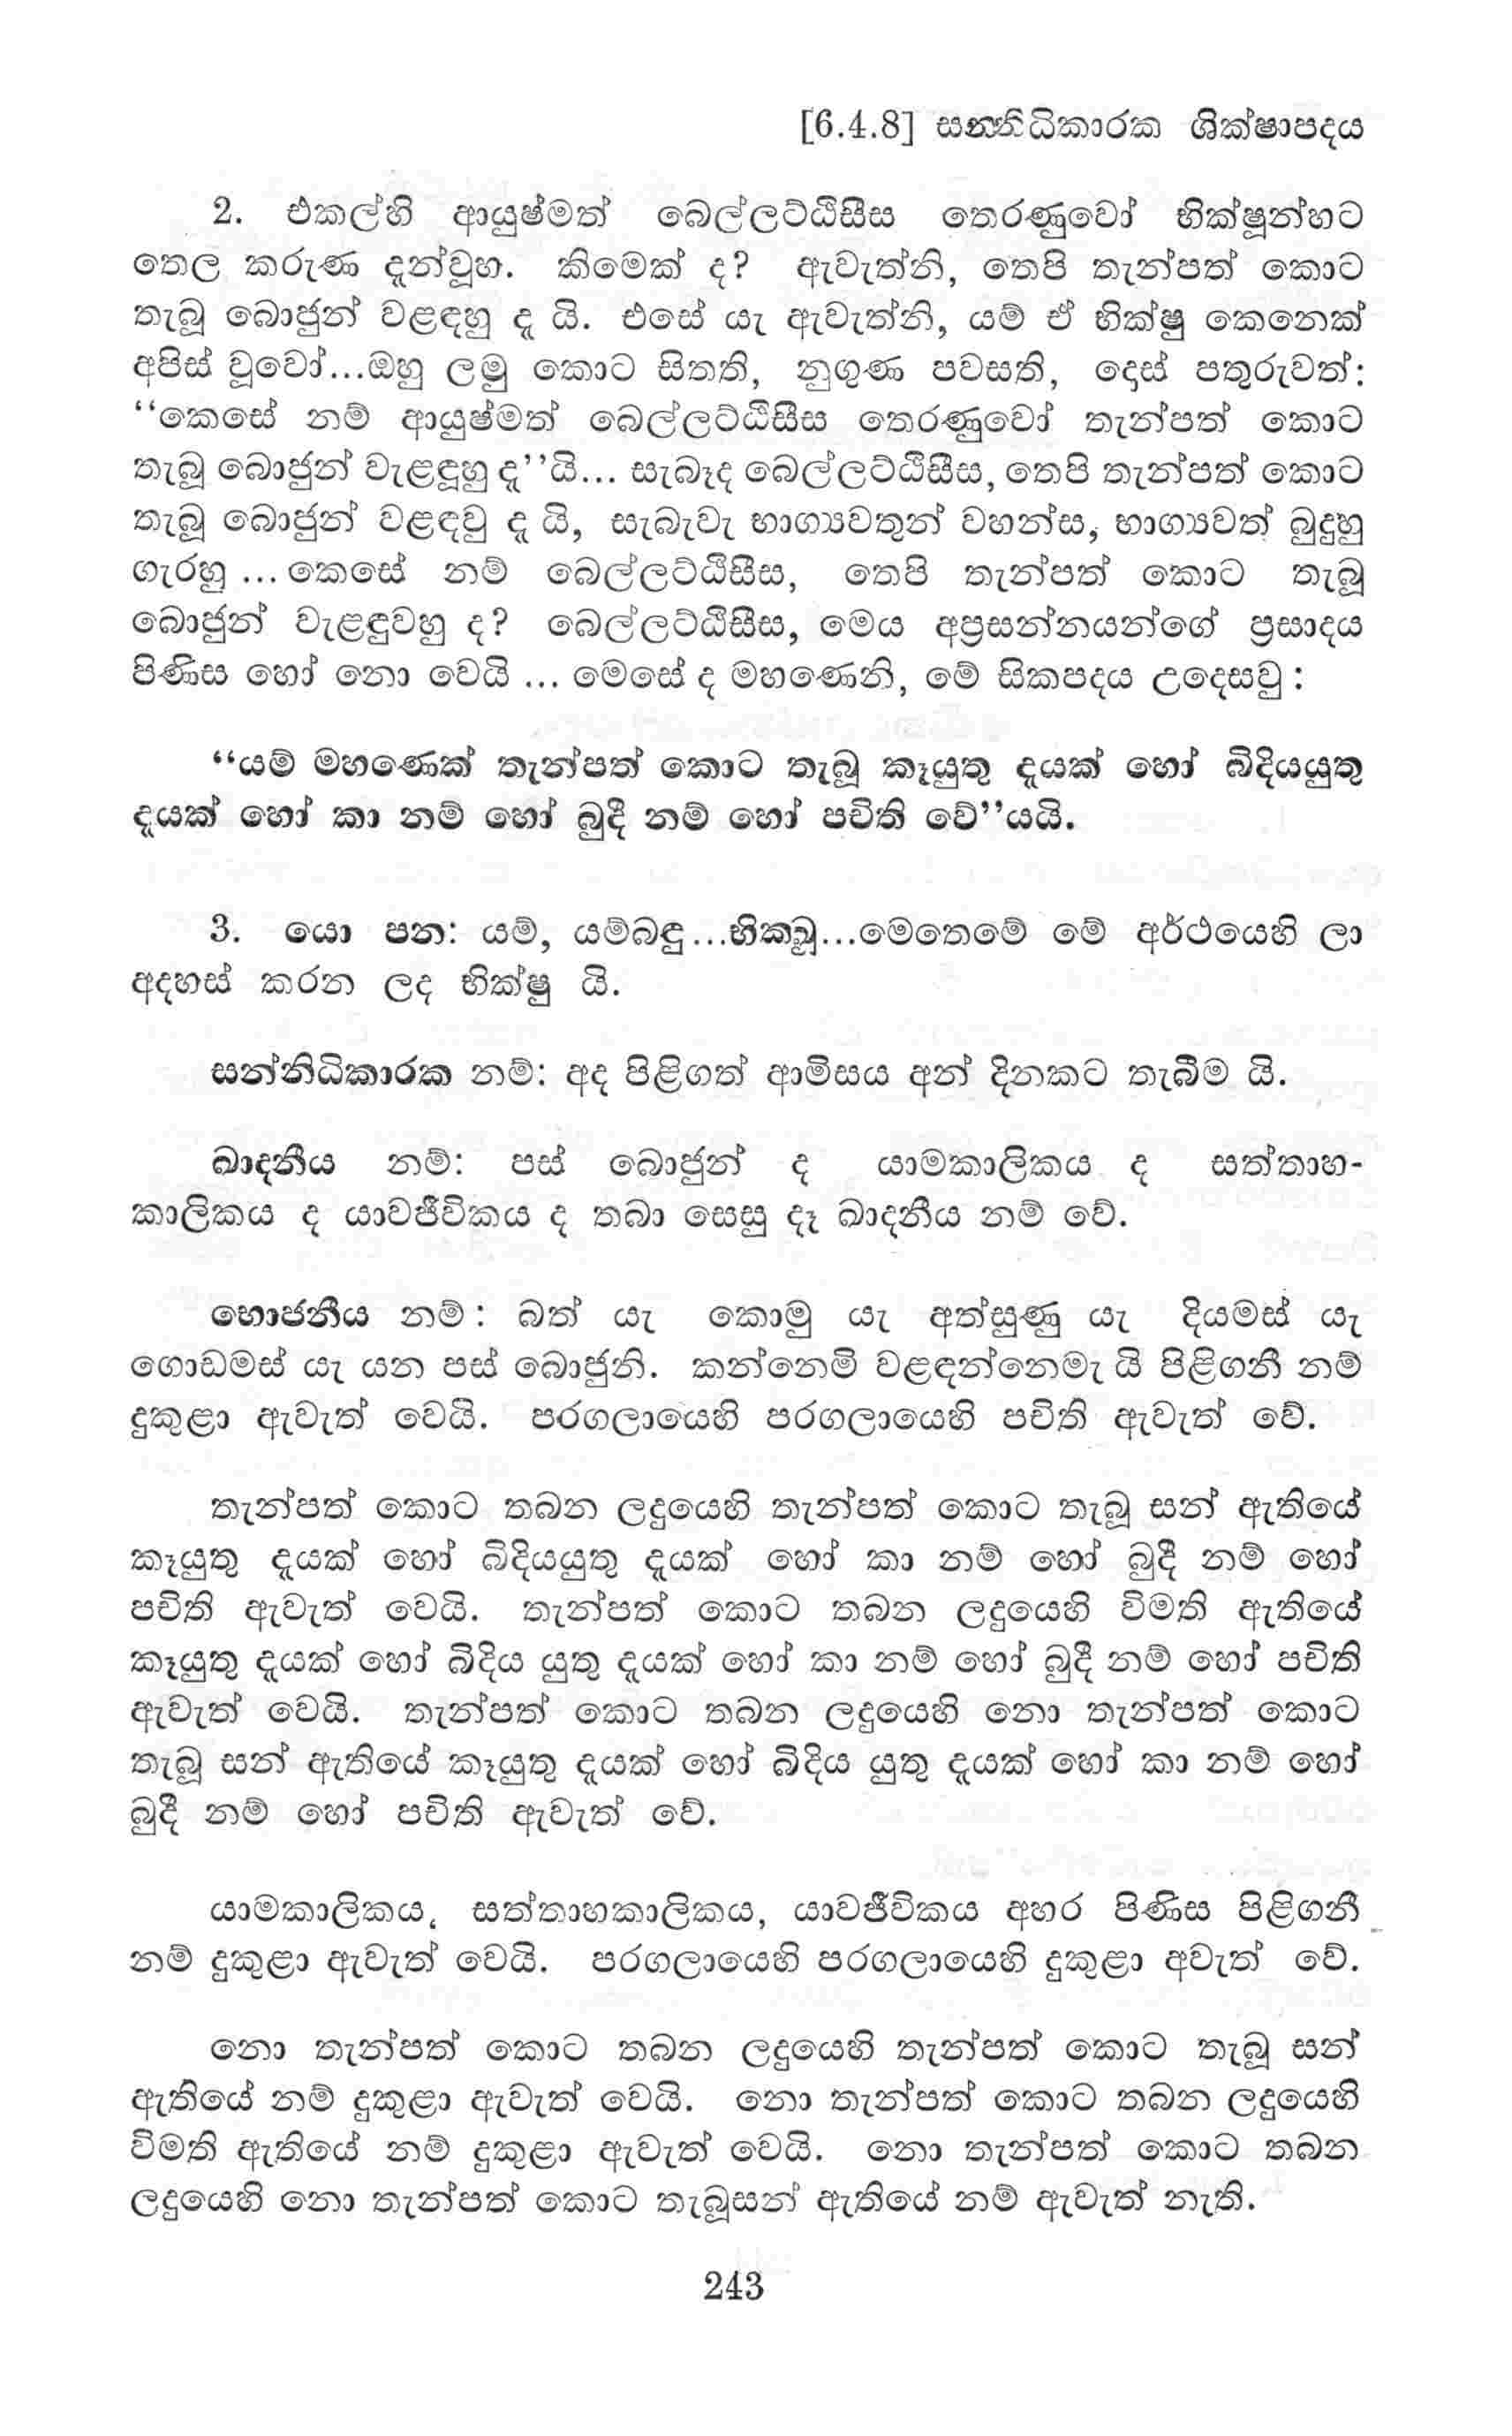 [6.4.8] සන්නිධිකාරක ශික්ෂාපදය
2. එකල්හි ආයුෂ්මත් බෙල්ලට්ඨිසීස තෙරණුවෝ භික්ෂූන්හට
තෙල කරුණ දැන්වූහ. කිමෙක් ද? ඇවැත්නි, තෙපි තැන්පත් කොට
තැබූ බොජුන් වළඳහු දැ යි. එසේ යැ ඇවැත්නි, යම් ඒ භික්ෂු කෙනෙක්
අපිස් වූවෝ...ඔහු ලමු කොට සිතති, නුගුණ පවසති, දොස් පතුරුවත්:
“කෙසේ නම් ආයුෂ්මත් බෙල්ලට්ඨිසීස තෙරණුවෝ තැන්පත් කොට
තැබූ බොජුන් වැළඳූහු දැ”යි... සැබෑද බෙල්ලට්ඨිසීස, තෙපි තැන්පත් කොට
තැබූ බොජුන් වළඳවු දැ යි, සැබැවැ භාග්‍යවතුන් වහන්ස, භාග්‍යවත් බුදුහු
ගැරහු ... කෙසේ නම් බෙල්ලට්ඨිසීස, තෙපි තැන්පත් කොට තැබූ
බොජුන් වැළඳුවහු ද? බෙල්ලට්ඨිසීස, මෙය අප්‍රසන්නයන්ගේ ප්‍රසාදය
පිණිස හෝ නො වෙයි ... මෙසේ ද මහණෙනි, මේ සිකපදය උදෙසවු :
“යම් මහණෙක් තැන්පත් කොට තැබූ කෑයුතු දැයක් හෝ බිදියයුතු
දැයක් හෝ කා නම් හෝ බුදී නම් හෝ පචිති වේ”යයි.
3. යො පන: යම්, යම්බඳු...භික්ඛූ...මෙතෙමේ මේ අර්ථයෙහි ලා
අදහස් කරන ලද භික්ෂු යි.
සන්නිධිකාරක නම්: අද පිළිගත් ආමිසය අන් දිනකට තැබීම යි.
ඛාදනීය නම්: පස් බොජුන් ද යාමකාලිකය ද සත්තාහ-
කාලිකය ද යාවජීවිකය ද තබා සෙසු දෑ ඛාදනීය නම් වේ.
භොජනීය නම් : බත් යැ කොමු යැ අත්සුණු යැ දියමස් යැ
ගොඩමස් යැ යන පස් බොජුනි. කන්නෙමි වළඳන්නෙමැ යි පිළිගනී නම්
දුකුළා ඇවැත් වෙයි. පරගලායෙහි පරගලායෙහි පචිති ඇවැත් වේ.
තැන්පත් කොට තබන ලදුයෙහි තැන්පත් කොට තැබූ සන් ඇතියේ
කෑයුතු දැයක් හෝ බිදියයුතු දැයක් හෝ කා නම් හෝ බුදී නම් හෝ
පචිති ඇවැත් වෙයි. තැන්පත් කොට තබන ලදුයෙහි විමති ඇතියේ
කෑයුතු දැයක් හෝ බිදිය යුතු දැයක් හෝ කා නම් හෝ බුදී නම් හෝ පචිති
ඇවැත් වෙයි. තැන්පත් කොට තබන ලදුයෙහි නො තැන්පත් කොට
තැබූ සන් ඇතියේ කෑයුතු දැයක් හෝ බිදිය යුතු දැයක් හෝ කා නම් හෝ
බුදී නම් හෝ පචිති ඇවැත් වේ.
යාමකාලිකය, සත්තාහකාලිකය, යාවජීවිකය අහර පිණිස පිළිගනී
නම් දුකුළා ඇවැත් වෙයි. පරගලායෙහි පරගලායෙහි දුකුළා අවැත් වේ.
නො තැන්පත් කොට තබන ලදුයෙහි තැන්පත් කොට තැබූ සන්
ඇතියේ නම් දුකුළා ඇවැත් වෙයි. නො තැන්පත් කොට තබන ලදුයෙහි
විමති ඇතියේ නම් දුකුළා ඇවැත් වෙයි. නො තැන්පත් කොට තබන
ලදුයෙහි නො තැන්පත් කොට තැබූසන් ඇතියේ නම් ඇවැත් නැති.
243